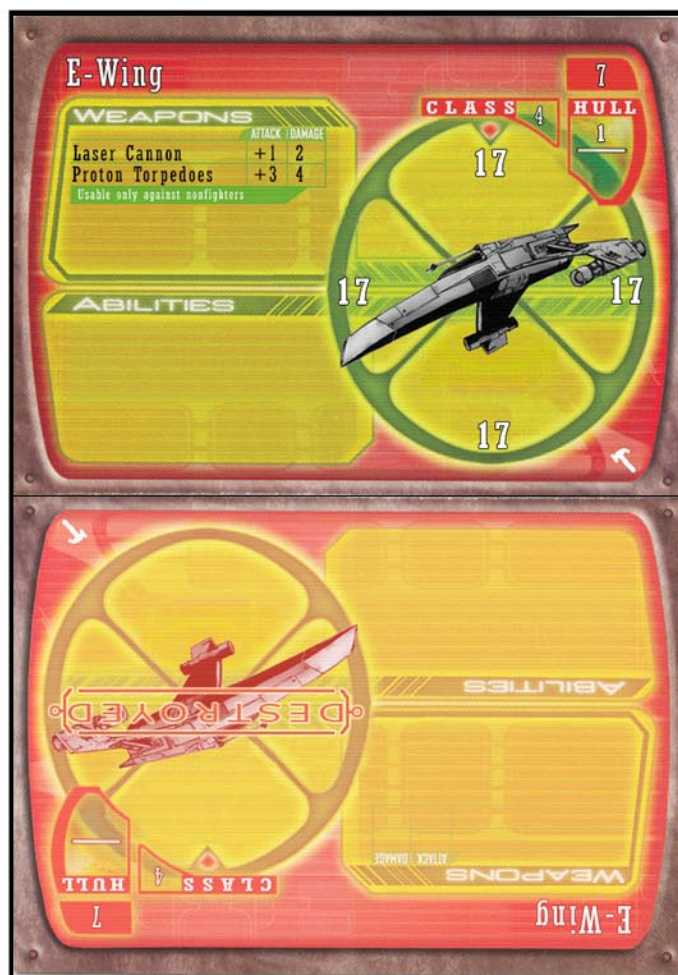 E-Wing
7
WEAPONS
CLASS 4 HULL
ATTACK DAMAGE
1
Laser Cannon +1 2
Proton Torpedoes +3 4
Usable only against nonfighters
17
17
17
ABILITIES
17
E-Wing
7
WEAPONS
CLASS 4 HULL
ATTACK DAMAGE
DESTROYED
ABILITIES